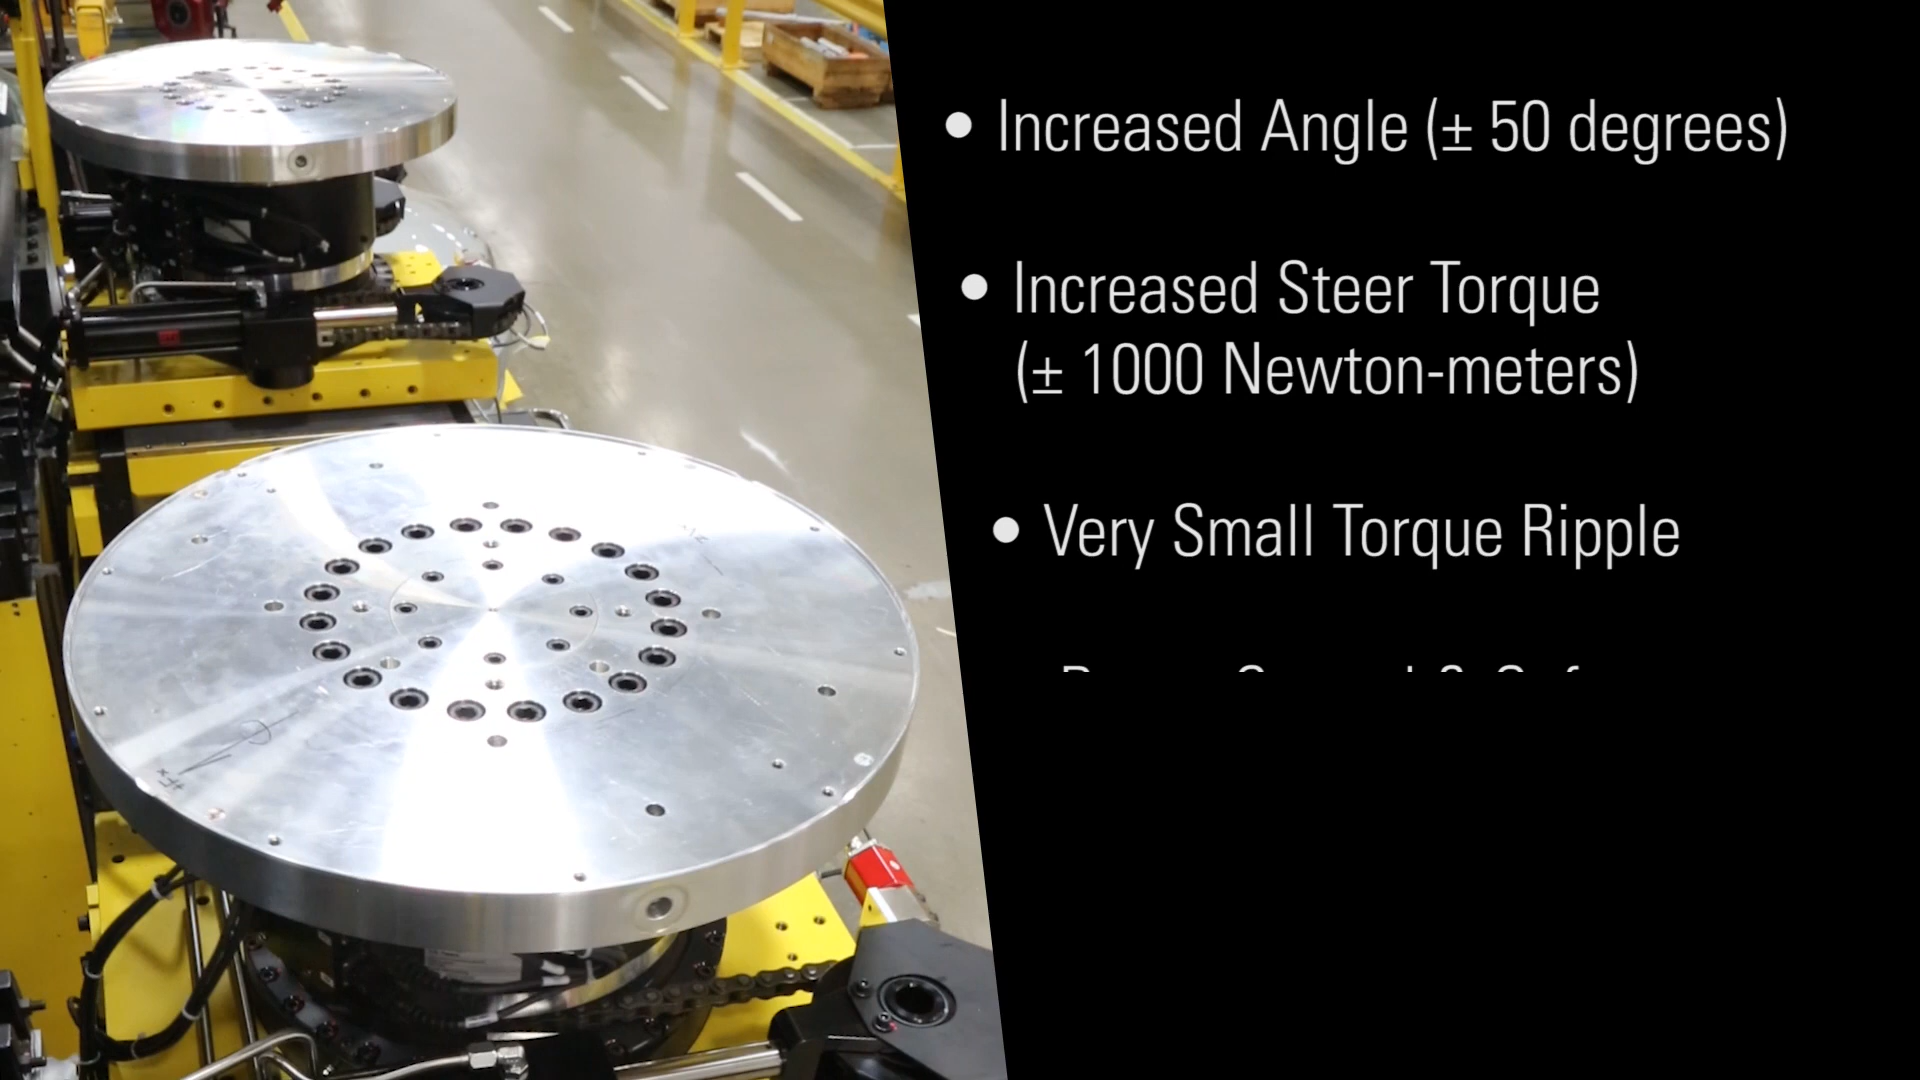 • Increased Angle (± 50 degrees)
• Increased Steer Torque
(± 1000 Newton-meters)
• Very Small Torque Ripple